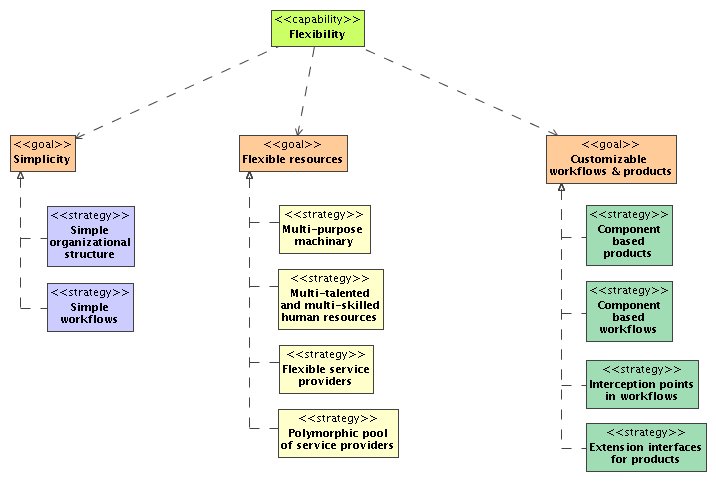 <<capability>>
Flexibility
<<goal>>
Simplicity
<<goal>>
Flexible resources
<<goal>>
Customizable
workflows & products
<<strategy>>
Simple
organizational
structure
<<strategy>>
Simple
workflows
<<strategy>>
Multi-purpose
machinary
<<strategy>>
Multi-talented
and multi-skilled
human resources
<<strategy>>
Flexible service
providers
<<strategy>>
Polymorphic pool
of service providers
<<strategy>>
Component
based
products
<<strategy>>
Component
based
workflows
<<strategy>>
Interception points
in workflows
<<strategy>>
Extension interfaces
for products